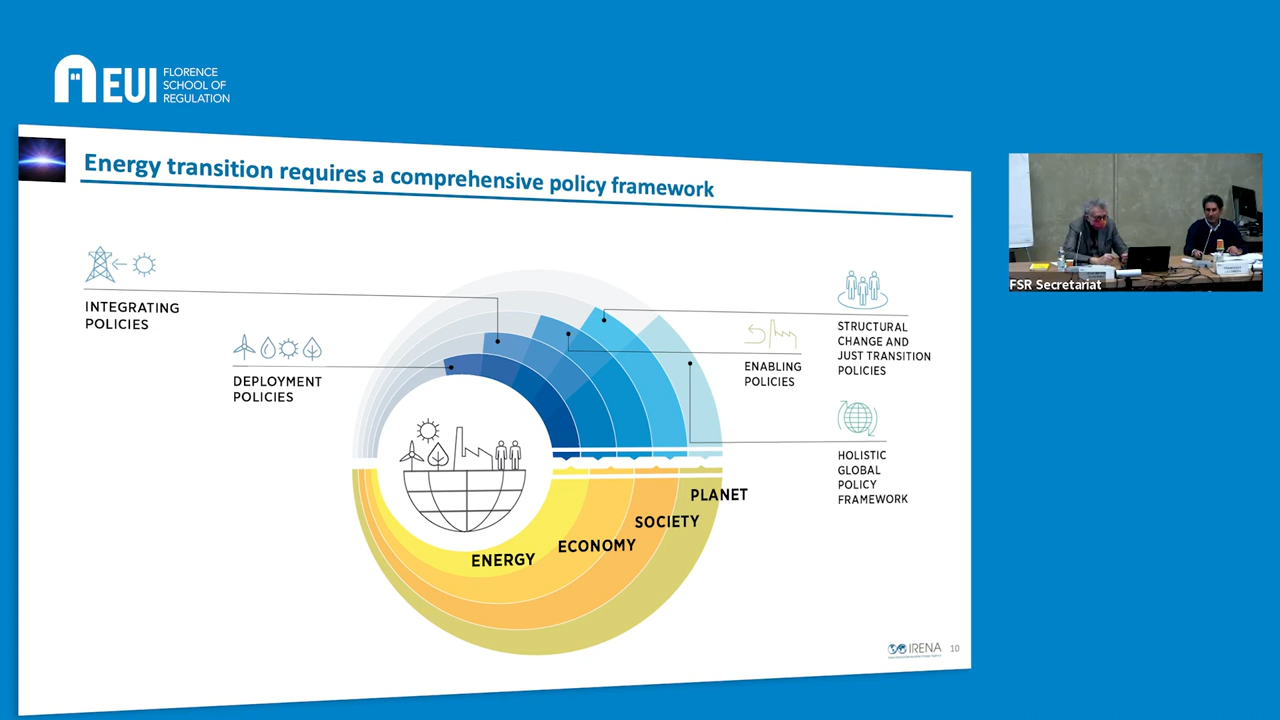 EUI
FLORENCE
SCHOOL OF
REGULATION
Energy transition requires a comprehensive policy framework
INTEGRATING
POLICIES
DEPLOYMENT
POLICIES
STRUCTURAL
CHANGE AND
JUST TRANSITION
POLICIES
ENABLING
POLICIES
HOLISTIC
GLOBAL
POLICY
FRAMEWORK
PLANET
SOCIETY
ECONOMY
ENERGY
IRENA
10
FSR Secretariat